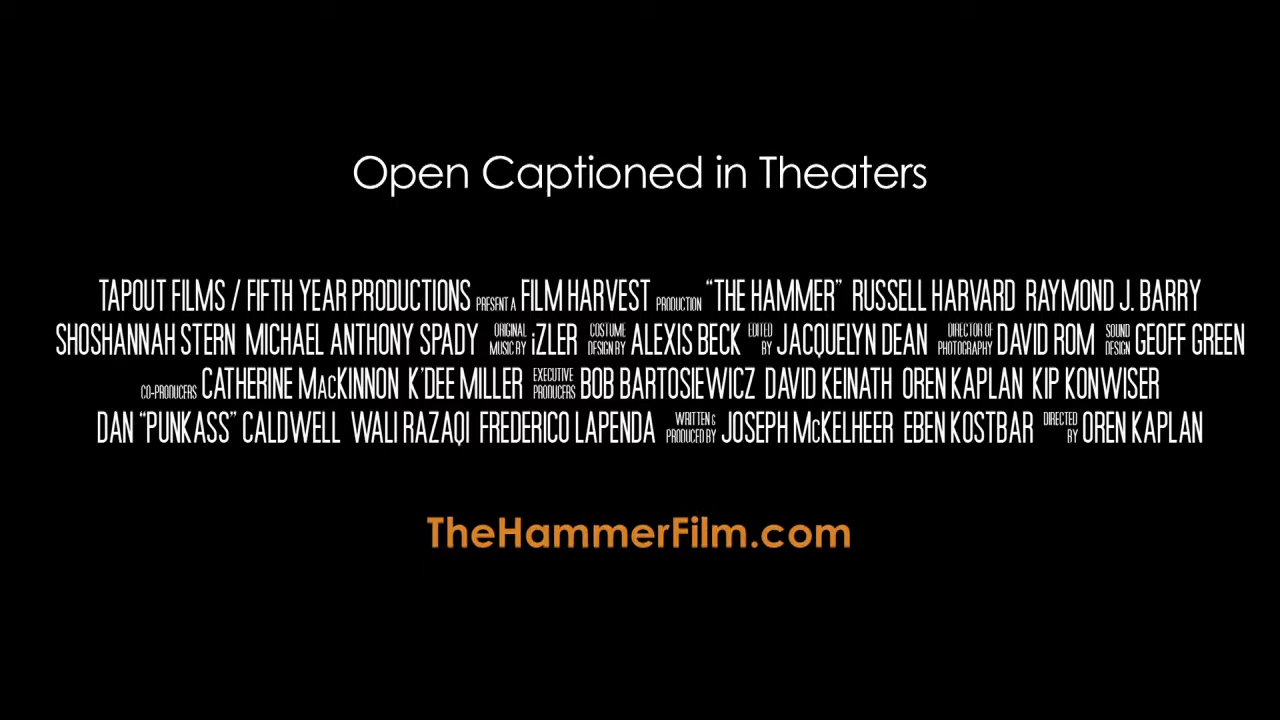 Open Captioned in Theaters
TAPOUT FILMS / FIFTH YEAR PRODUCTIONS PRESENT A FILM HARVEST PRODUCTION “THE HAMMER” RUSSELL HARVARD RAYMOND J. BARRY
SHOSHANNAH STERN MICHAEL ANTHONY SPADY ORIGINAL MUSIC BY iZLER COSTUME DESIGN BY ALEXIS BECK EDITED BY JACQUELYN DEAN DIRECTOR OF PHOTOGRAPHY DAVID ROM SOUND DESIGN GEOFF GREEN
CO-PRODUCERS CATHERINE MacKINNON K'DEE MILLER EXECUTIVE PRODUCERS BOB BARTOSIEWICZ DAVID KEINATH OREN KAPLAN KIP KONWISER
DAN “PUNKASS” CALDWELL WALI RAZAQI FREDERICO LAPENDA WRITTEN & PRODUCED BY JOSEPH McKELHEER EBEN KOSTBAR DIRECTED BY OREN KAPLAN
TheHammerFilm.com